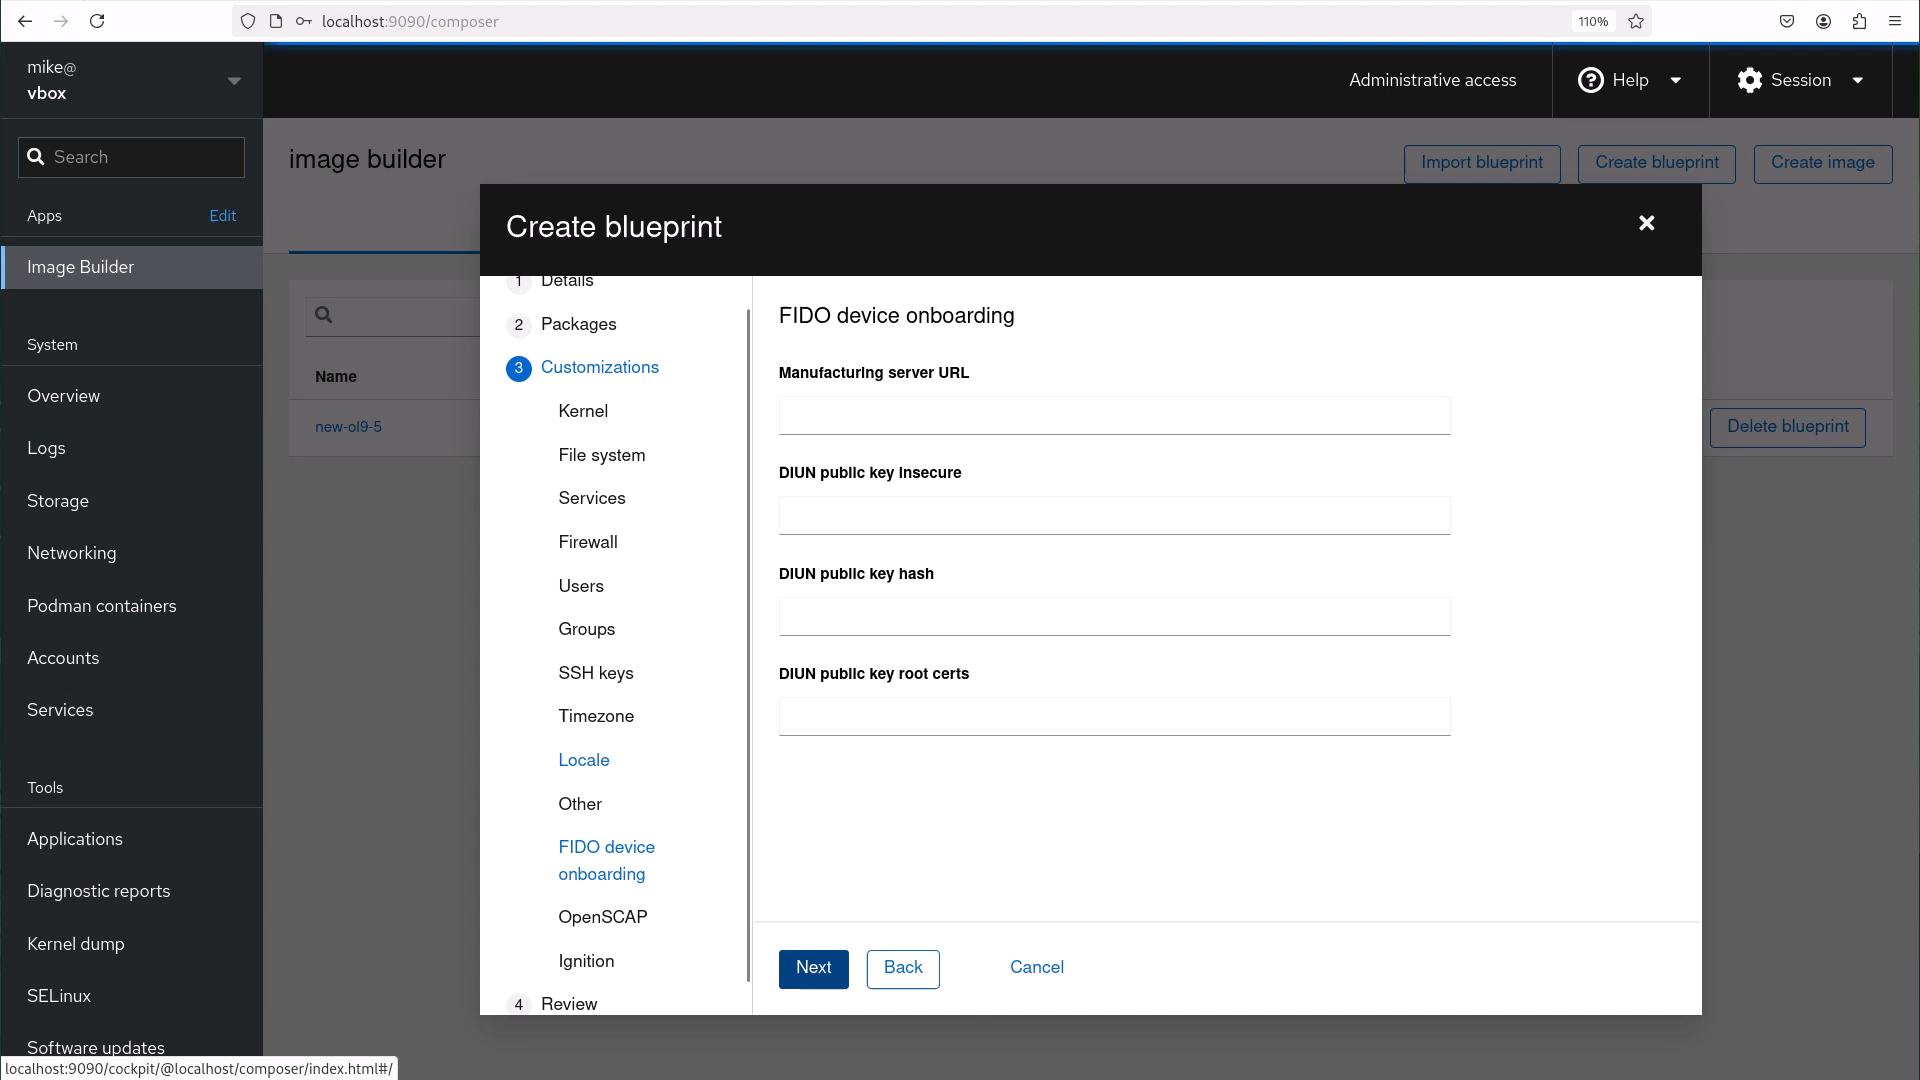 localhost:9090/composer
110%
mike@
vbox
Administrative access
Help
Session
Search
Apps
Edit
Image Builder
System
Overview
Logs
Storage
Networking
Podman containers
Accounts
Services
Tools
Applications
Diagnostic reports
Kernel dump
SELinux
Software updates
image builder
Import blueprint
Create blueprint
Create image
Name
new-ol9-5
Delete blueprint
Create blueprint
1 Details
2 Packages
3 Customizations
Kernel
File system
Services
Firewall
Users
Groups
SSH keys
Timezone
Locale
Other
FIDO device
onboarding
OpenSCAP
Ignition
4 Review
FIDO device onboarding
Manufacturing server URL
DIUN public key insecure
DIUN public key hash
DIUN public key root certs
Next
Back
Cancel
localhost:9090/cockpit/@localhost/composer/index.html#/